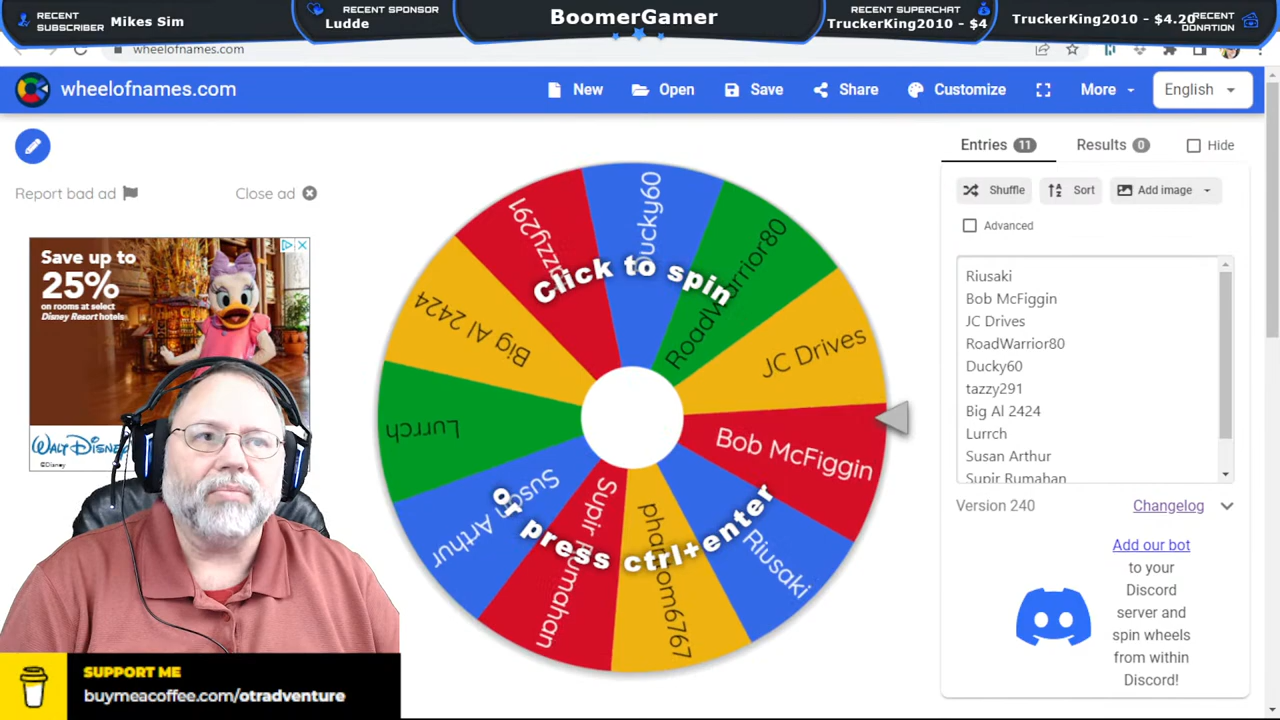 RECENT
SUBSCRIBER
Mikes Sim
RECENT SPONSOR
Ludde
BoomerGamer
RECENT SUPERCHAT
TruckerKing2010 - $4
TruckerKing2010 - $4.20
RECENT
DONATION
wheelofnames.com
wheelofnames.com
New
Open
Save
Share
Customize
More
English
Report bad ad
Close ad
Save up to
25%
on rooms at select
Disney Resort hotels
WALT DISNEY
©Disney
Ducky60
RoadWarrior80
JC Drives
Bob McFiggin
Riusaki
phantom6767
Supir Rumahan
Susan Arthur
Lurrch
Big Al 2424
tazzy291
Click to spin
or press ctrl+enter
Entries 11
Results 0
Hide
Shuffle
Sort
Add image
Advanced
Riusaki
Bob McFiggin
JC Drives
RoadWarrior80
Ducky60
tazzy291
Big Al 2424
Lurrch
Susan Arthur
Supir Rumahan
Version 240
Changelog
Add our bot
to your
Discord
server and
spin wheels
from within
Discord!
SUPPORT ME
buymeacoffee.com/otradventure